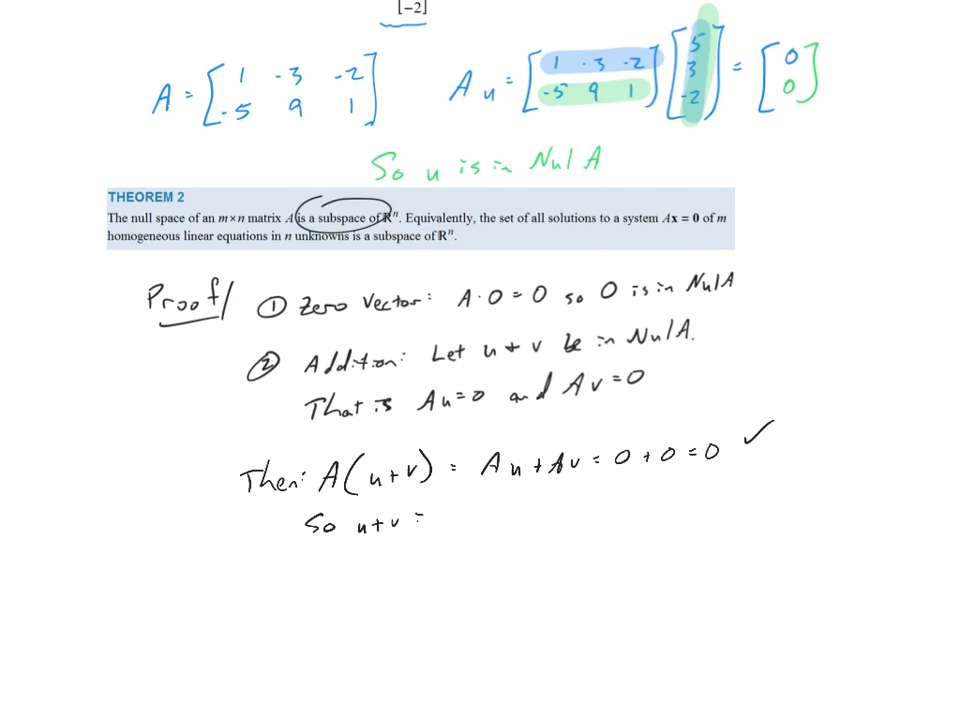 [-2]
A = [1 -3 -2; -5 9 1] Au = [1 -3 -2; -5 9 1] [5; 3; -2] = [0; 0]
So u is in Nul A
THEOREM 2
The null space of an m×n matrix A is a subspace of ℝⁿ. Equivalently, the set of all solutions to a system Ax = 0 of m
homogeneous linear equations in n unknowns is a subspace of ℝⁿ.
Proof/ ① Zero Vector: A·0 = 0 so 0 is in Nul A
② Addition: Let u + v be in Nul A.
That is Au = 0 and Av = 0
Then: A(u+v) = Au + Av = 0 + 0 = 0 ✓
So u+v :